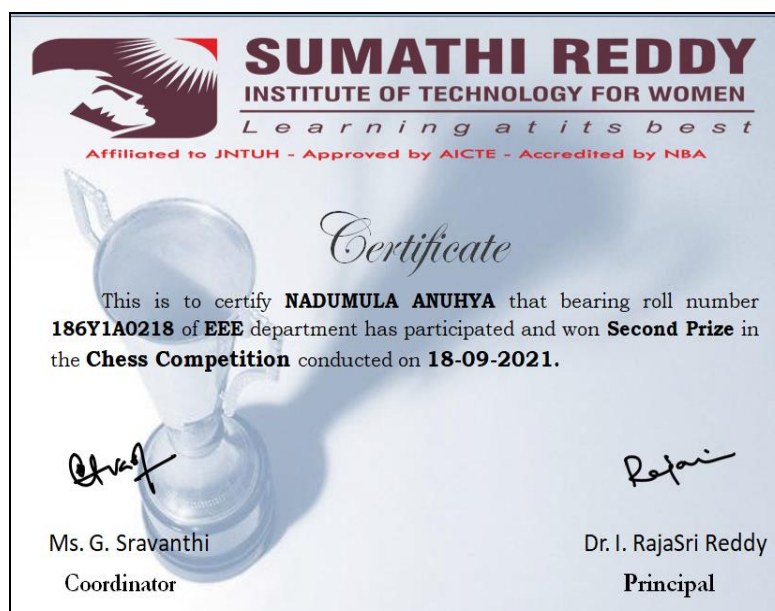 SUMATHI REDDY
INSTITUTE OF TECHNOLOGY FOR WOMEN
Learning at its best
Affiliated to JNTUH - Approved by AICTE - Accredited by NBA
Certificate
This is to certify NADUMULA ANUHYA that bearing roll number
186Y1A0218 of EEE department has participated and won Second Prize in
the Chess Competition conducted on 18-09-2021.
Ms. G. Sravanthi
Dr. I. RajaSri Reddy
Coordinator
Principal